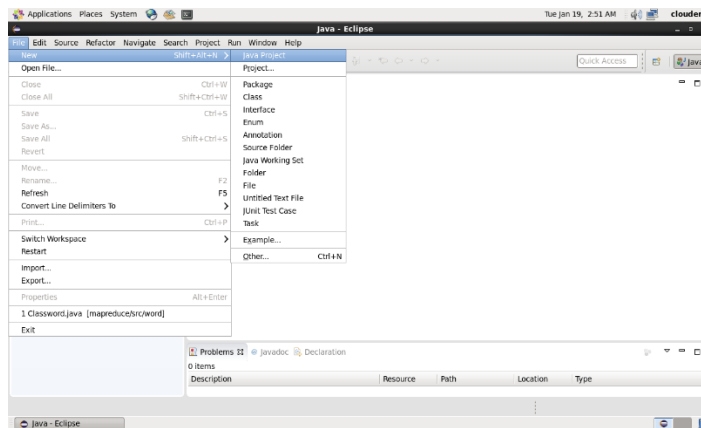 Applications Places System Tue Jan 19, 2:51 AM clouder
Java - Eclipse
File Edit Source Refactor Navigate Search Project Run Window Help
New Shift+Alt+N > Java Project
Open File... Project...
Quick Access Java
Close Ctrl+W Package
Close All Shift+Ctrl+W Class
Interface
Save Ctrl+S Enum
Save As... Annotation
Save All Shift+Ctrl+S Source Folder
Revert Java Working Set
Move... Folder
Rename... F2 File
Refresh F5 Untitled Text File
Convert Line Delimiters To > JUnit Test Case
Print... Ctrl+P Task
Switch Workspace > Example...
Restart Other... Ctrl+N
Import...
Export...
Properties Alt+Enter
1 Classword.java [mapreduce/src/word]
Exit
Problems Javadoc Declaration
0 items
Description Resource Path Location Type
Java - Eclipse